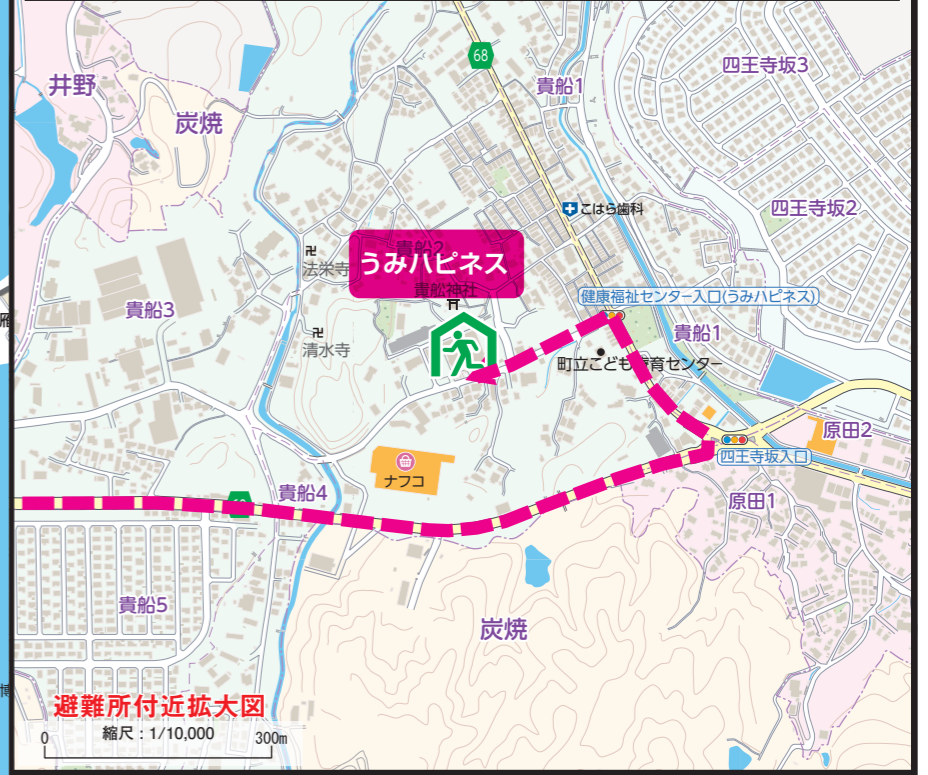 68
四王寺坂3
井野
貴船1
炭焼
四王寺坂2
こはら歯科
貴船2
法栄寺
うみハピネス
貴舩神社
健康福祉センター入口(うみハピネス)
貴船3
貴船1
清水寺
町立こども療育センター
原田2
四王寺坂入口
ナフコ
貴船4
原田1
貴船5
炭焼
避難所付近拡大図
縮尺:1/10,000
0
300m
雁
博